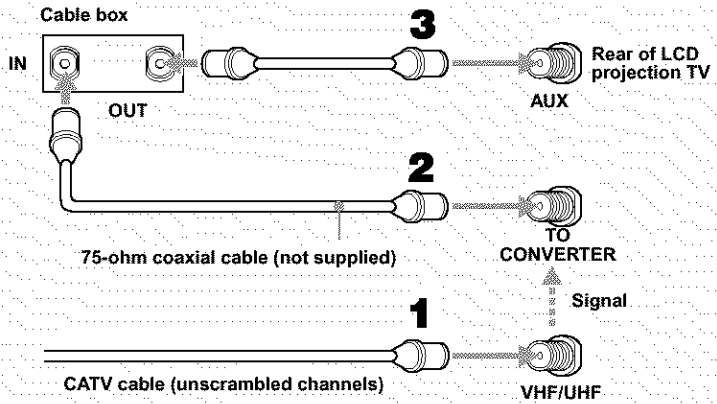 Cable box
3
IN
Rear of LCD
projection TV
AUX
OUT
2
TO
CONVERTER
75-ohm coaxial cable (not supplied)
Signal
1
CATV cable (unscrambled channels)
VHF/UHF